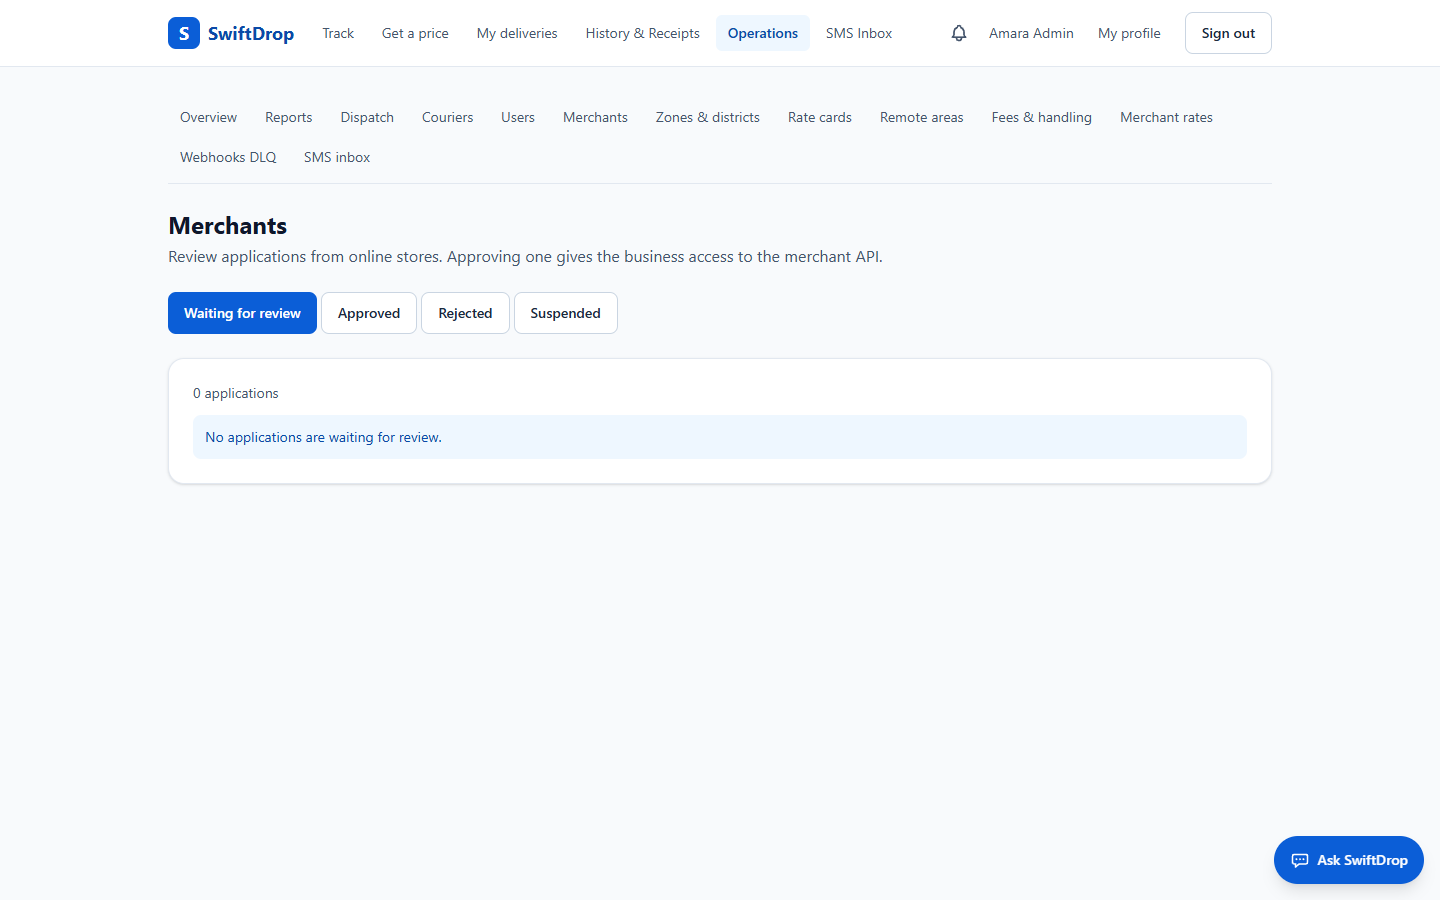 S SwiftDrop Track Get a price My deliveries History & Receipts Operations SMS Inbox Amara Admin My profile Sign out
Overview Reports Dispatch Couriers Users Merchants Zones & districts Rate cards Remote areas Fees & handling Merchant rates
Webhooks DLQ SMS inbox
Merchants
Review applications from online stores. Approving one gives the business access to the merchant API.
Waiting for review Approved Rejected Suspended
0 applications
No applications are waiting for review.
Ask SwiftDrop